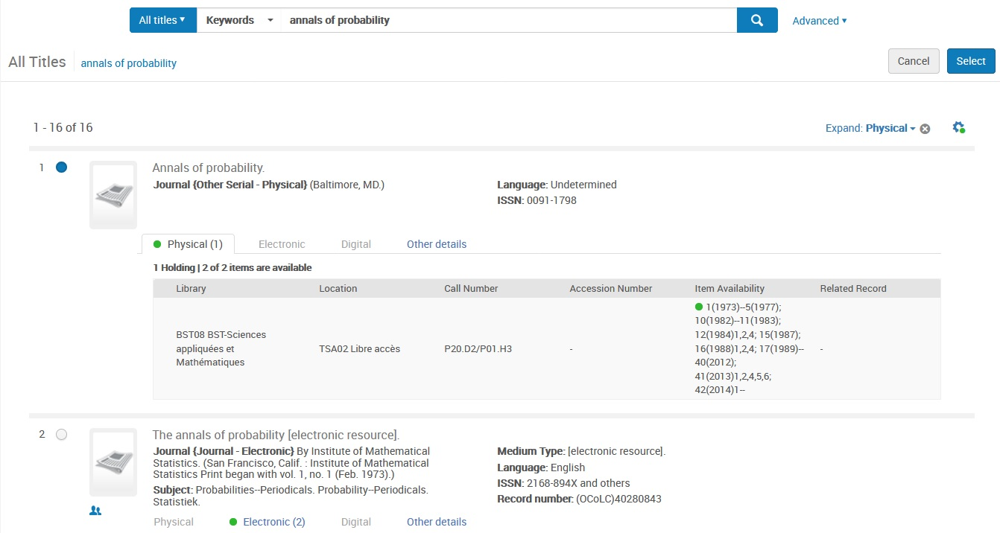 All titles Keywords annals of probability Advanced
All Titles annals of probability Cancel Select
1 - 16 of 16 Expand: Physical
1 Annals of probability.
Journal {Other Serial - Physical} (Baltimore, MD.) Language: Undetermined
ISSN: 0091-1798
Physical (1) Electronic Digital Other details
1 Holding | 2 of 2 items are available
Library Location Call Number Accession Number Item Availability Related Record
BST08 BST-Sciences
appliquées et
Mathématiques
TSA02 Libre accès
P20.D2/P01.H3
-
1(1973)--5(1977);
10(1982)--11(1983);
12(1984)1,2,4; 15(1987);
16(1988)1,2,4; 17(1989)--
40(2012);
41(2013)1,2,4,5,6;
42(2014)1--
-
2 The annals of probability [electronic resource].
Journal {Journal - Electronic} By Institute of Mathematical
Statistics. (San Francisco, Calif. : Institute of Mathematical
Statistics Print began with vol. 1, no. 1 (Feb. 1973).)
Subject: Probabilities--Periodicals. Probability--Periodicals.
Statistiek.
Medium Type: [electronic resource].
Language: English
ISSN: 2168-894X and others
Record number: (OCoLC)40280843
Physical Electronic (2) Digital Other details